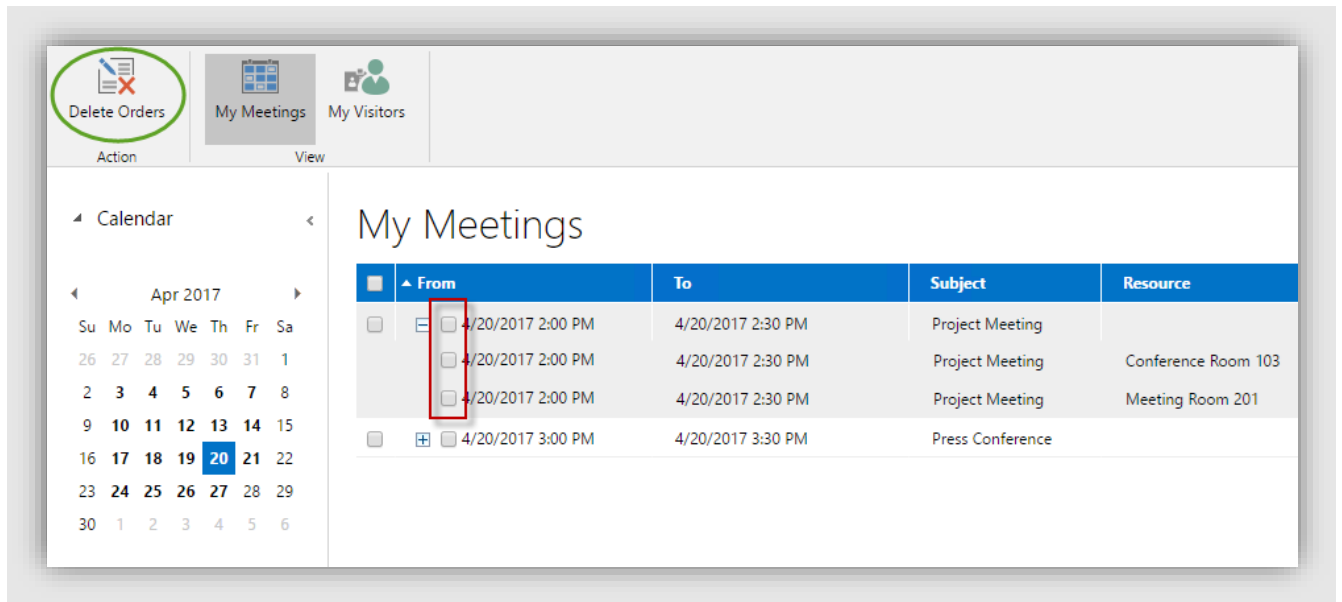 Delete Orders My Meetings My Visitors
Action View
Calendar
My Meetings
Apr 2017
Su Mo Tu We Th Fr Sa
26 27 28 29 30 31 1
2 3 4 5 6 7 8
9 10 11 12 13 14 15
16 17 18 19 20 21 22
23 24 25 26 27 28 29
30 1 2 3 4 5 6
From To Subject Resource
4/20/2017 2:00 PM 4/20/2017 2:30 PM Project Meeting
4/20/2017 2:00 PM 4/20/2017 2:30 PM Project Meeting Conference Room 103
4/20/2017 2:00 PM 4/20/2017 2:30 PM Project Meeting Meeting Room 201
4/20/2017 3:00 PM 4/20/2017 3:30 PM Press Conference